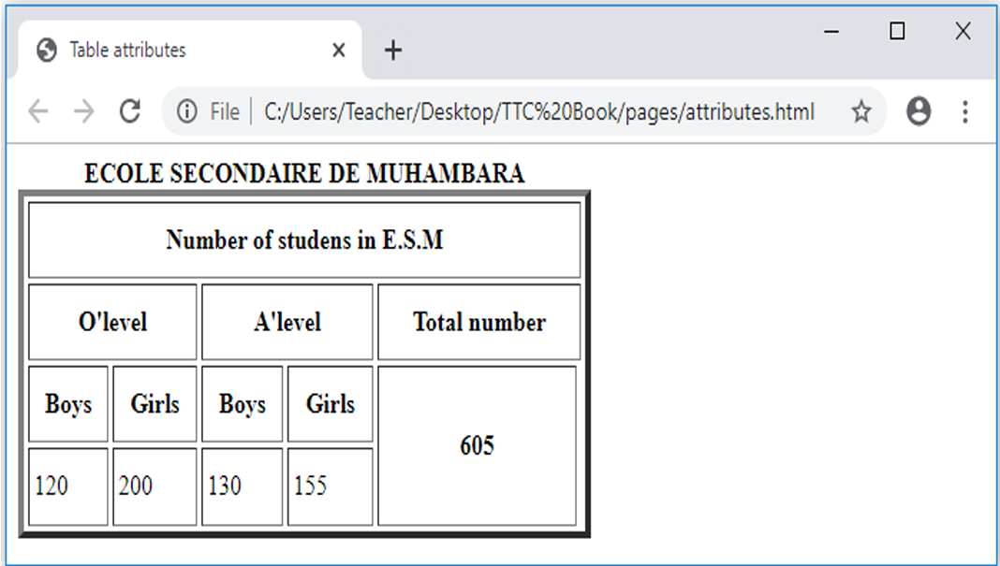 Table attributes
File C:/Users/Teacher/Desktop/TTC%20Book/pages/attributes.html
ECOLE SECONDAIRE DE MUHAMBARA
Number of studens in E.S.M
O'level A'level Total number
Boys Girls Boys Girls
605
120 200 130 155